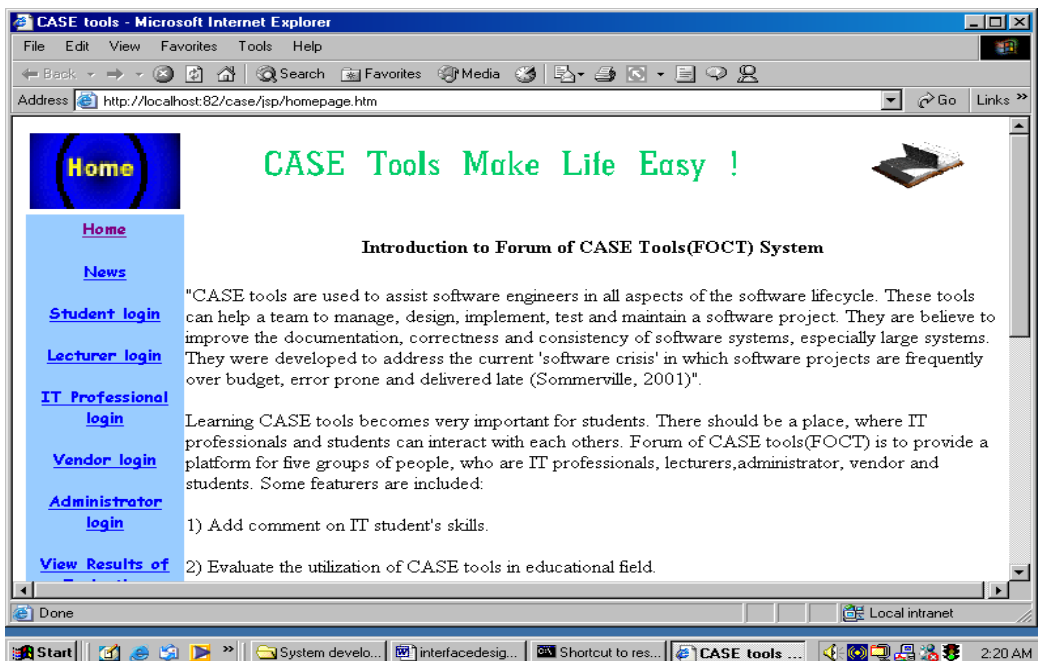 CASE tools - Microsoft Internet Explorer
File Edit View Favorites Tools Help
Back Search Favorites Media
Address http://localhost:82/case/jsp/homepage.htm Go Links »
Home
CASE Tools Make Life Easy !
Home
News
Student login
Lecturer login
IT Professional
login
Vendor login
Administrator
login
View Results of
Introduction to Forum of CASE Tools(FOCT) System
"CASE tools are used to assist software engineers in all aspects of the software lifecycle. These tools
can help a team to manage, design, implement, test and maintain a software project. They are believe to
improve the documentation, correctness and consistency of software systems, especially large systems.
They were developed to address the current 'software crisis' in which software projects are frequently
over budget, error prone and delivered late (Sommerville, 2001)".
Learning CASE tools becomes very important for students. There should be a place, where IT
professionals and students can interact with each others. Forum of CASE tools(FOCT) is to provide a
platform for five groups of people, who are IT professionals, lecturers,administrator, vendor and
students. Some featurers are included:
1) Add comment on IT student's skills.
2) Evaluate the utilization of CASE tools in educational field.
Done Local intranet
Start » System develo... interfacedesig... Shortcut to res... CASE tools ... 2:20 AM